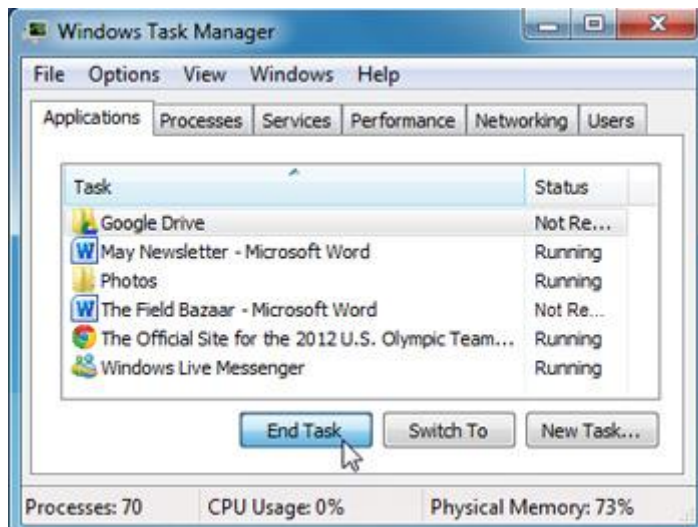 Windows Task Manager
File Options View Windows Help
Applications Processes Services Performance Networking Users
Task Status
Google Drive Not Re...
W May Newsletter - Microsoft Word Running
Photos Running
W The Field Bazaar - Microsoft Word Not Re...
The Official Site for the 2012 U.S. Olympic Team... Running
Windows Live Messenger Running
End Task Switch To New Task...
Processes: 70 CPU Usage: 0% Physical Memory: 73%